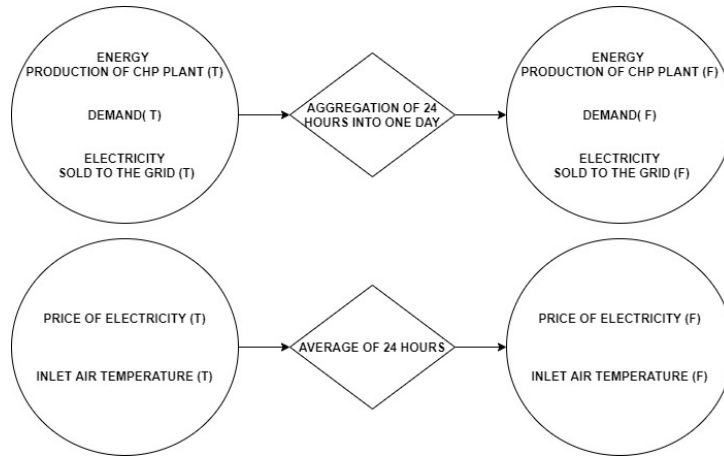 ENERGY
PRODUCTION OF CHP PLANT (T)
DEMAND( T)
ELECTRICITY
SOLD TO THE GRID (T)
AGGREGATION OF 24
HOURS INTO ONE DAY
ENERGY
PRODUCTION OF CHP PLANT (F)
DEMAND( F)
ELECTRICITY
SOLD TO THE GRID (F)
PRICE OF ELECTRICITY (T)
INLET AIR TEMPERATURE (T)
AVERAGE OF 24 HOURS
PRICE OF ELECTRICITY (F)
INLET AIR TEMPERATURE (F)